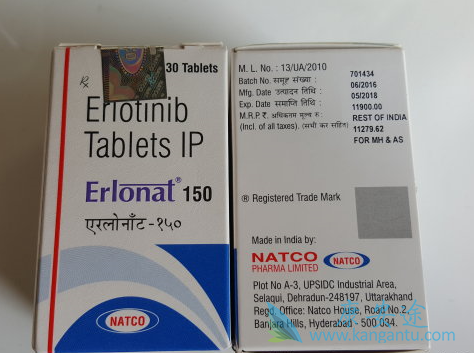 Rx
30 Tablets
Erlotinib
Tablets IP
Erlonat® 150
एरलोनॉट -१५०
NATCO
M. L. No. : 13/UA/2010
Batch No. समूह संख्या : 701434
Mfg. Date उत्पादन तिथि : 06/2016
Exp. Date समाप्ति तिथि : 05/2018
M.R.P.₹. अधिकतम मूल्य रु : 11900.00
REST OF INDIA
(Incl. of all taxes). (सभी कर सहित) 11279.62
FOR MH & AS
® Registered Trade Mark
Made in India by:
NATCO
PHARMA LIMITED
NATCO
Plot No A-3, UPSIDC Industrial Area,
Selaqui, Dehradun-248197, Uttarakhand
Regd. Office: Natco House, Road No.2,
Banjara Hills, Hyderabad - 500 034.
www.kangantu.com